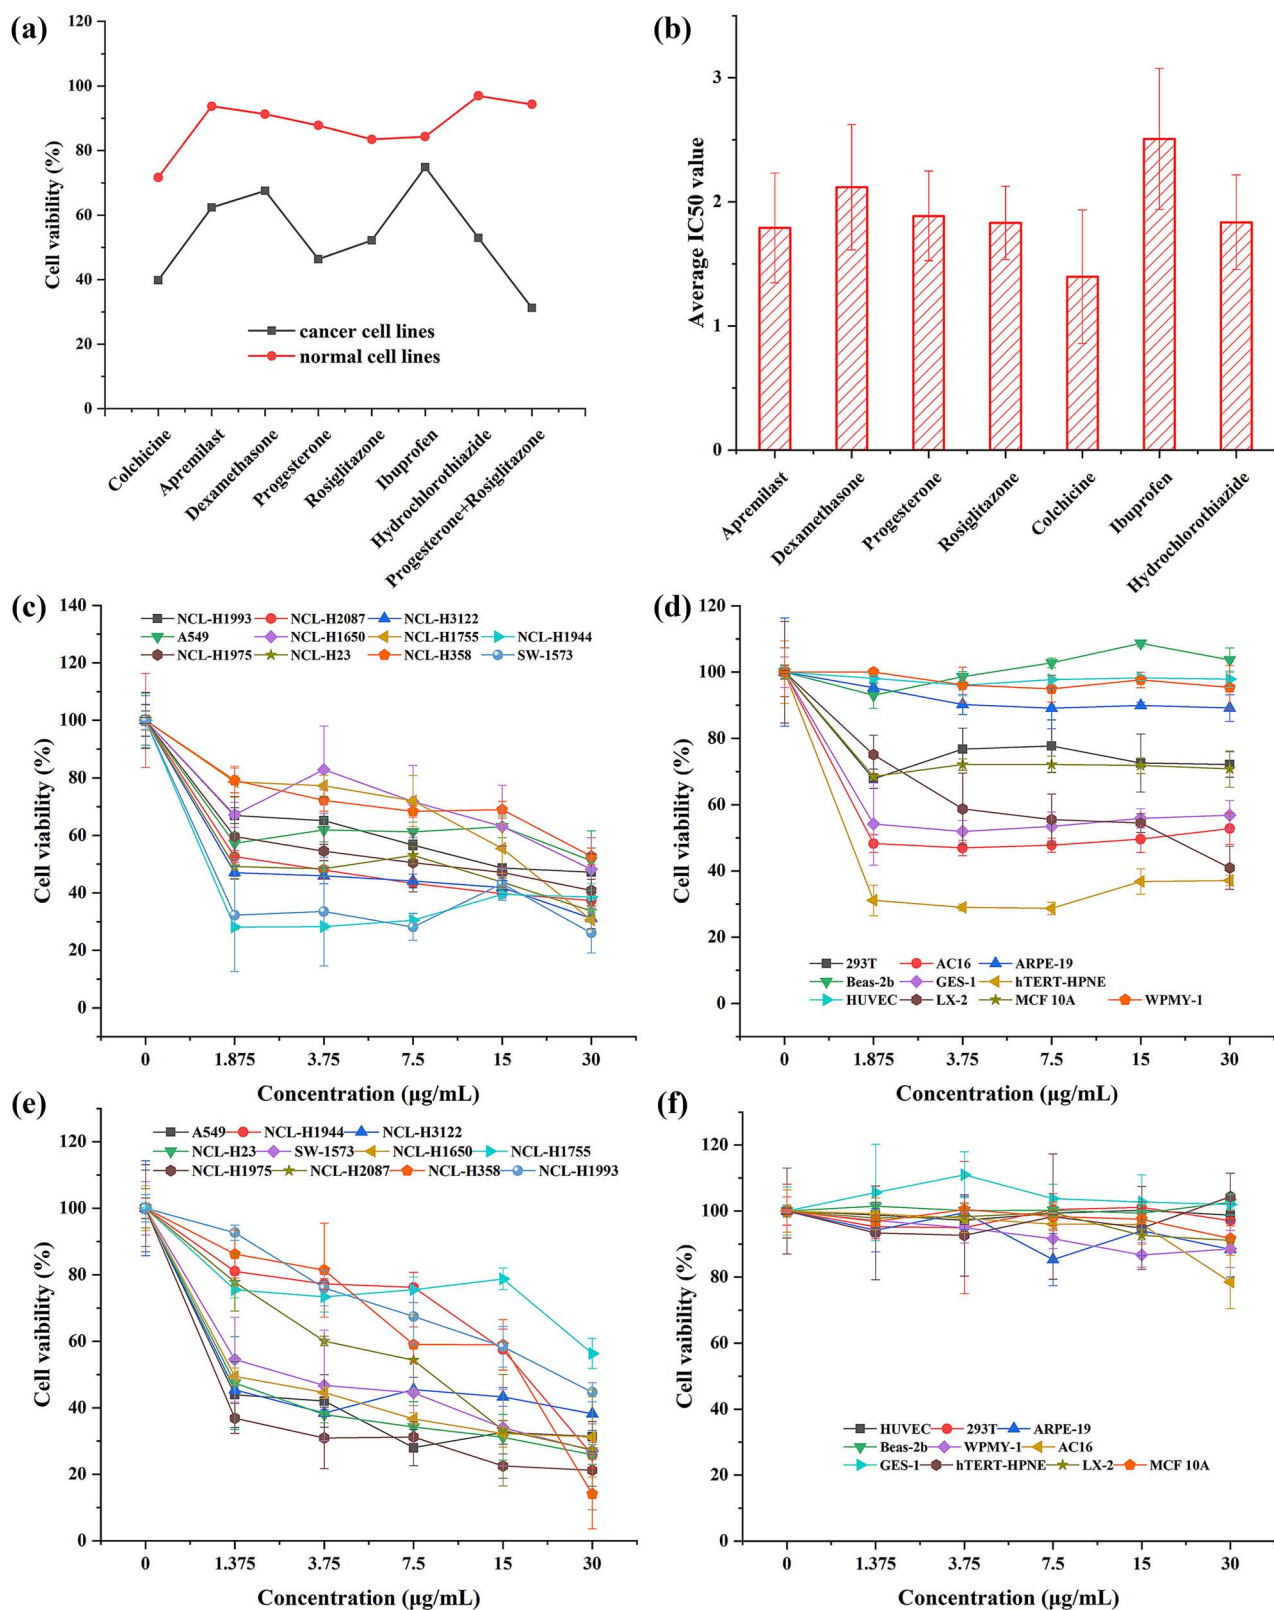 (a)
120
100
80
60
40
20
0
Cell vaibility (%)
cancer cell lines
normal cell lines
Colchicine
Apremilast
Dexamethasone
Progesterone
Rosiglitazone
Ibuprofen
Hydrochlorothiazide
Progesterone+Rosiglitazone
(b)
3
2
1
0
Average IC50 value
Apremilast
Dexamethasone
Progesterone
Rosiglitazone
Colchicine
Ibuprofen
Hydrochlorothiazide
(c)
140
120
100
80
60
40
20
0
Cell viability (%)
NCL-H1993 NCL-H2087 NCL-H3122
A549 NCL-H1650 NCL-H1755 NCL-H1944
NCL-H1975 NCL-H23 NCL-H358 SW-1573
0 1.875 3.75 7.5 15 30
Concentration (μg/mL)
(d)
120
100
80
60
40
20
0
Cell viability (%)
293T AC16 ARPE-19
Beas-2b GES-1 hTERT-HPNE
HUVEC LX-2 MCF 10A WPMY-1
0 1.875 3.75 7.5 15 30
Concentration (μg/mL)
(e)
120
100
80
60
40
20
0
Cell vaibility (%)
A549 NCL-H1944 NCL-H3122
NCL-H23 SW-1573 NCL-H1650 NCL-H1755
NCL-H1975 NCL-H2087 NCL-H358 NCL-H1993
0 1.375 3.75 7.5 15 30
Concentration (μg/mL)
(f)
120
100
80
60
40
20
0
Cell vaibility (%)
HUVEC 293T ARPE-19
Beas-2b WPMY-1 AC16
GES-1 hTERT-HPNE LX-2 MCF 10A
0 1.375 3.75 7.5 15 30
Concentration (μg/mL)